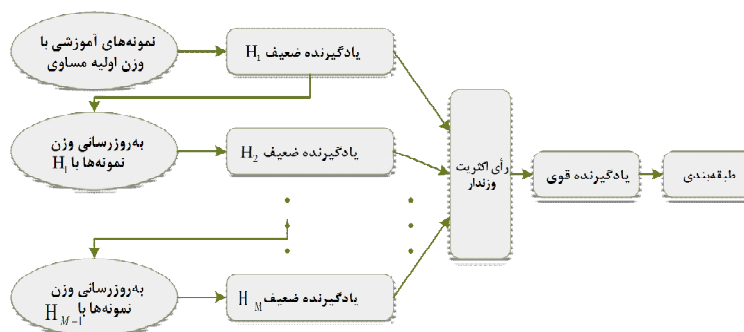 نمونه‌های آموزشی با
وزن اولیه مساوی
یادگیرنده ضعیف H1
به‌روزرسانی وزن
نمونه‌ها با H1
یادگیرنده ضعیف H2
به‌روزرسانی وزن
نمونه‌ها با HM-1
یادگیرنده ضعیف HM
رأی اکثریت
وزندار
یادگیرنده قوی
طبقه‌بندی